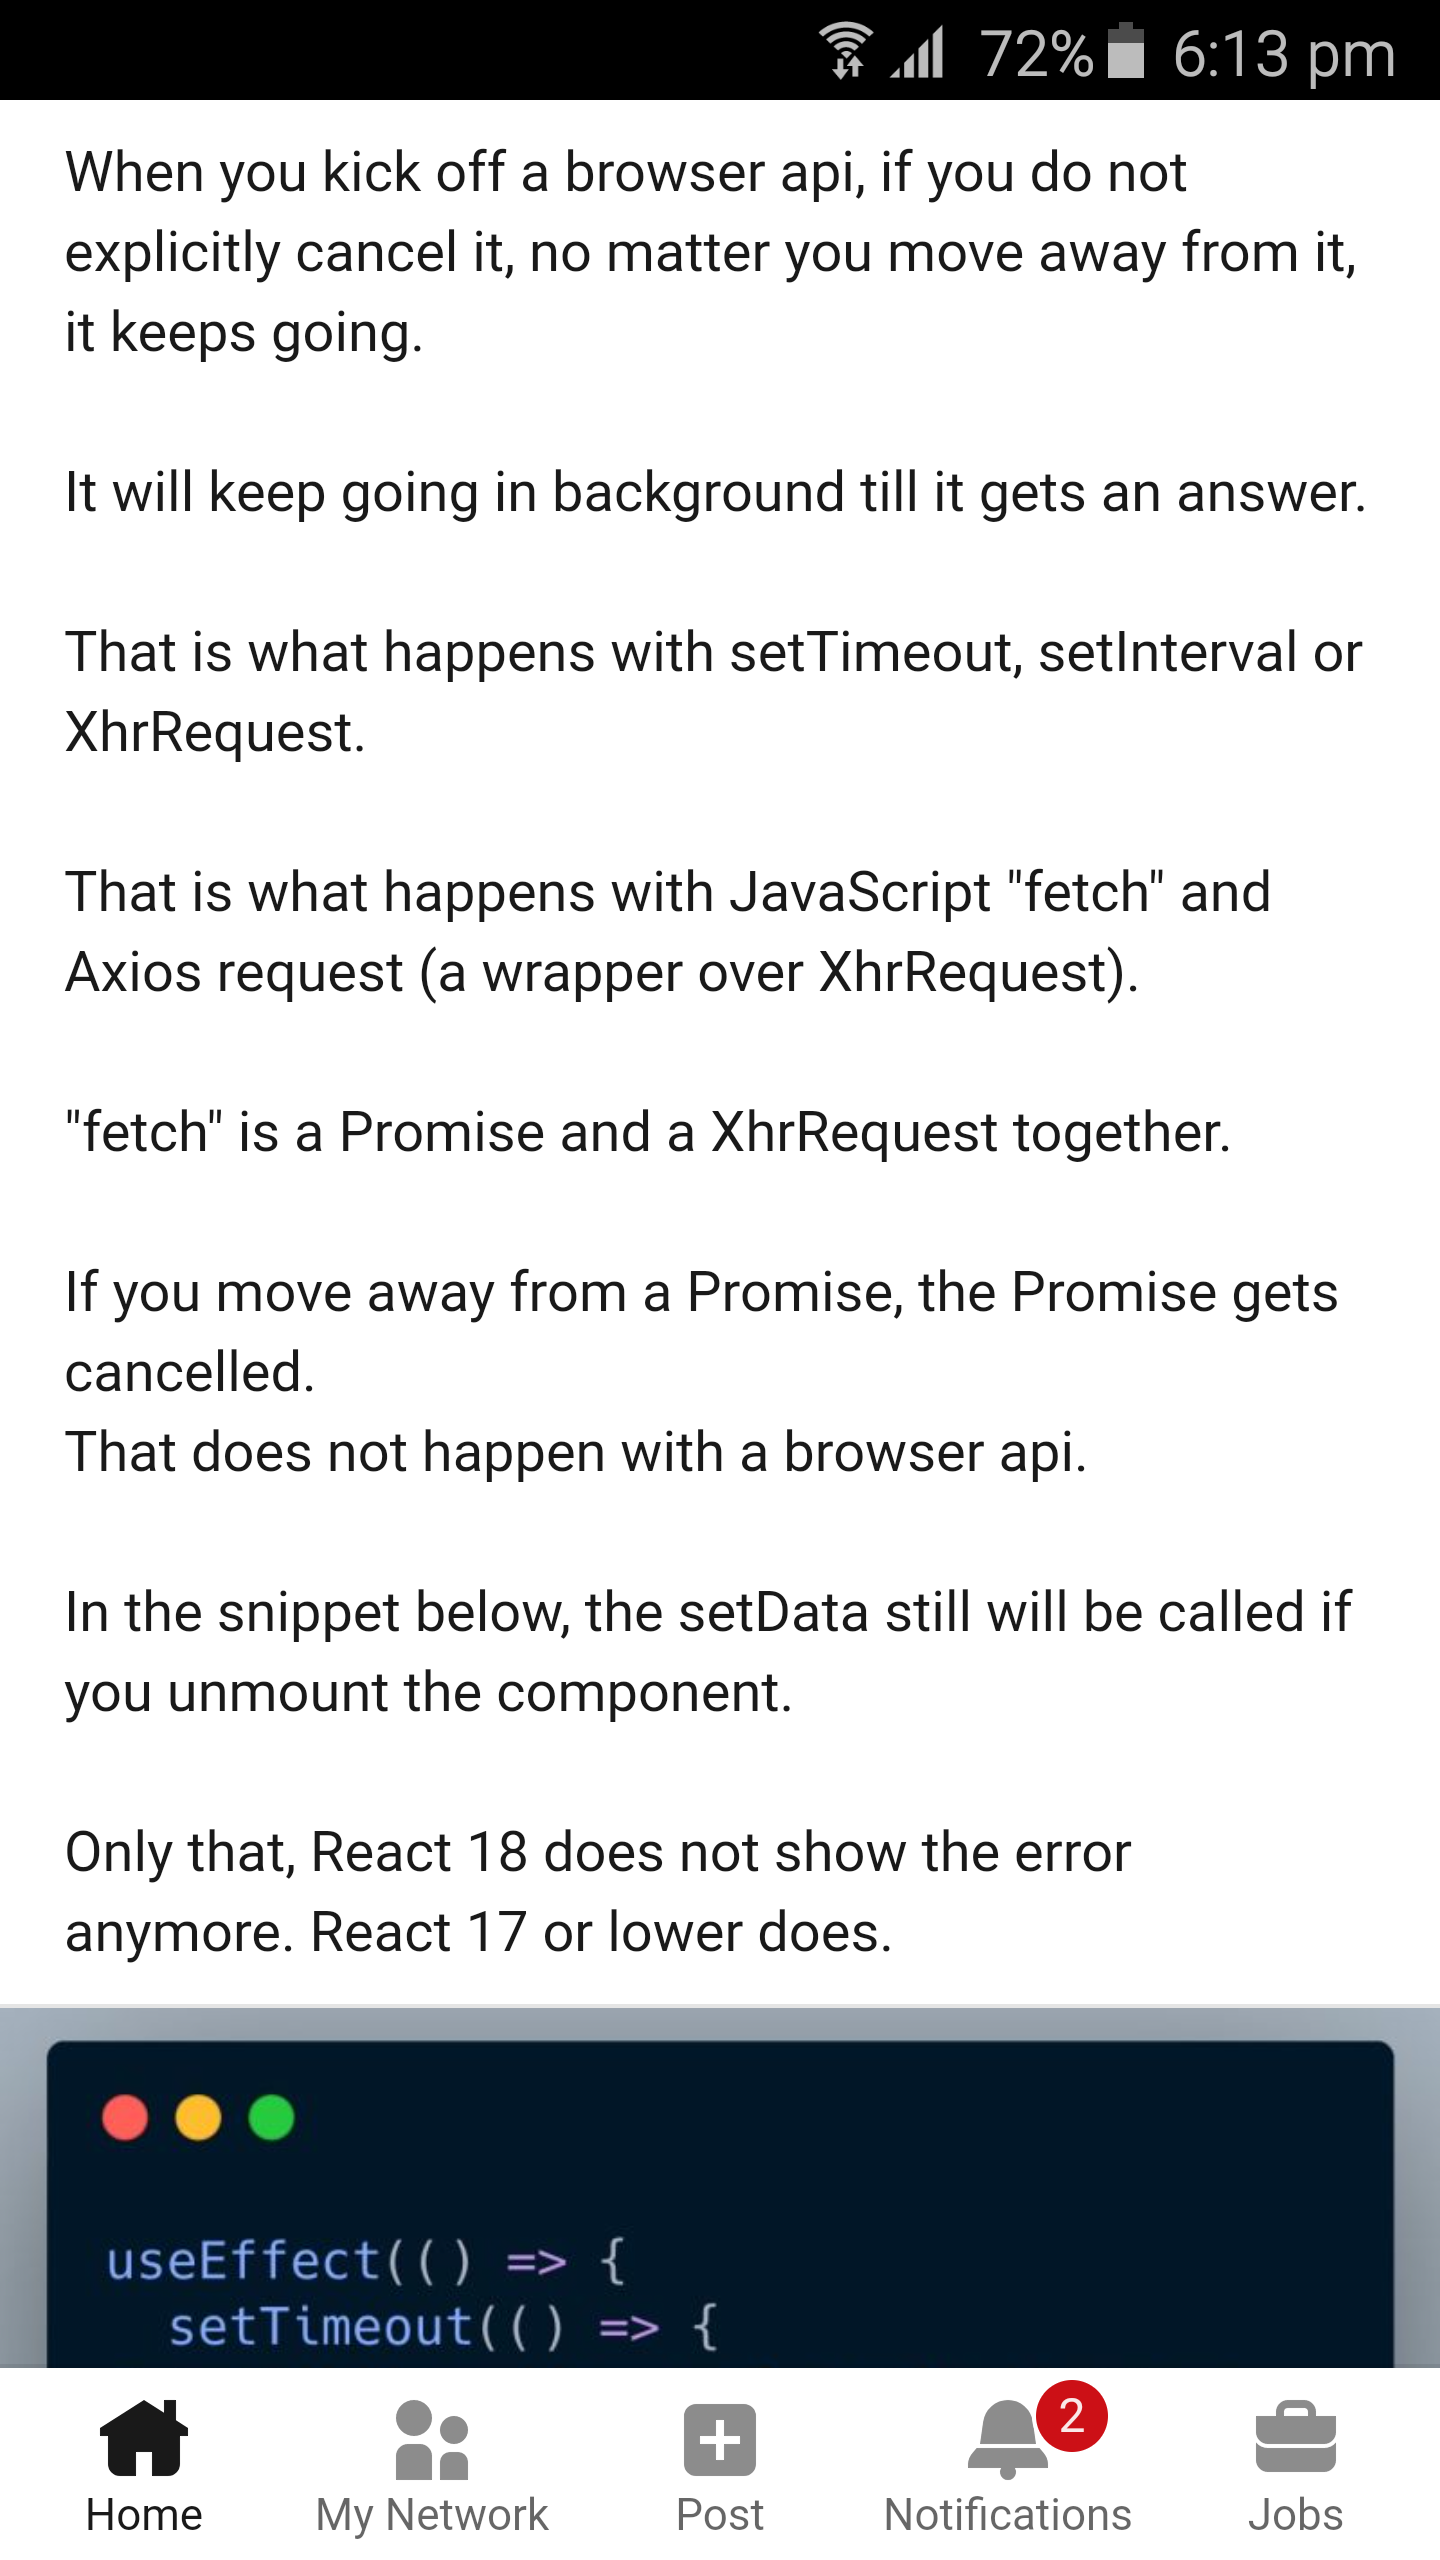 72% 6:13 pm
When you kick off a browser api, if you do not
explicitly cancel it, no matter you move away from it,
it keeps going.
It will keep going in background till it gets an answer.
That is what happens with setTimeout, setInterval or
XhrRequest.
That is what happens with JavaScript "fetch" and
Axios request (a wrapper over XhrRequest).
"fetch" is a Promise and a XhrRequest together.
If you move away from a Promise, the Promise gets
cancelled.
That does not happen with a browser api.
In the snippet below, the setData still will be called if
you unmount the component.
Only that, React 18 does not show the error
anymore. React 17 or lower does.
useEffect(() => {
  setTimeout(() => {
2
Home My Network Post Notifications Jobs